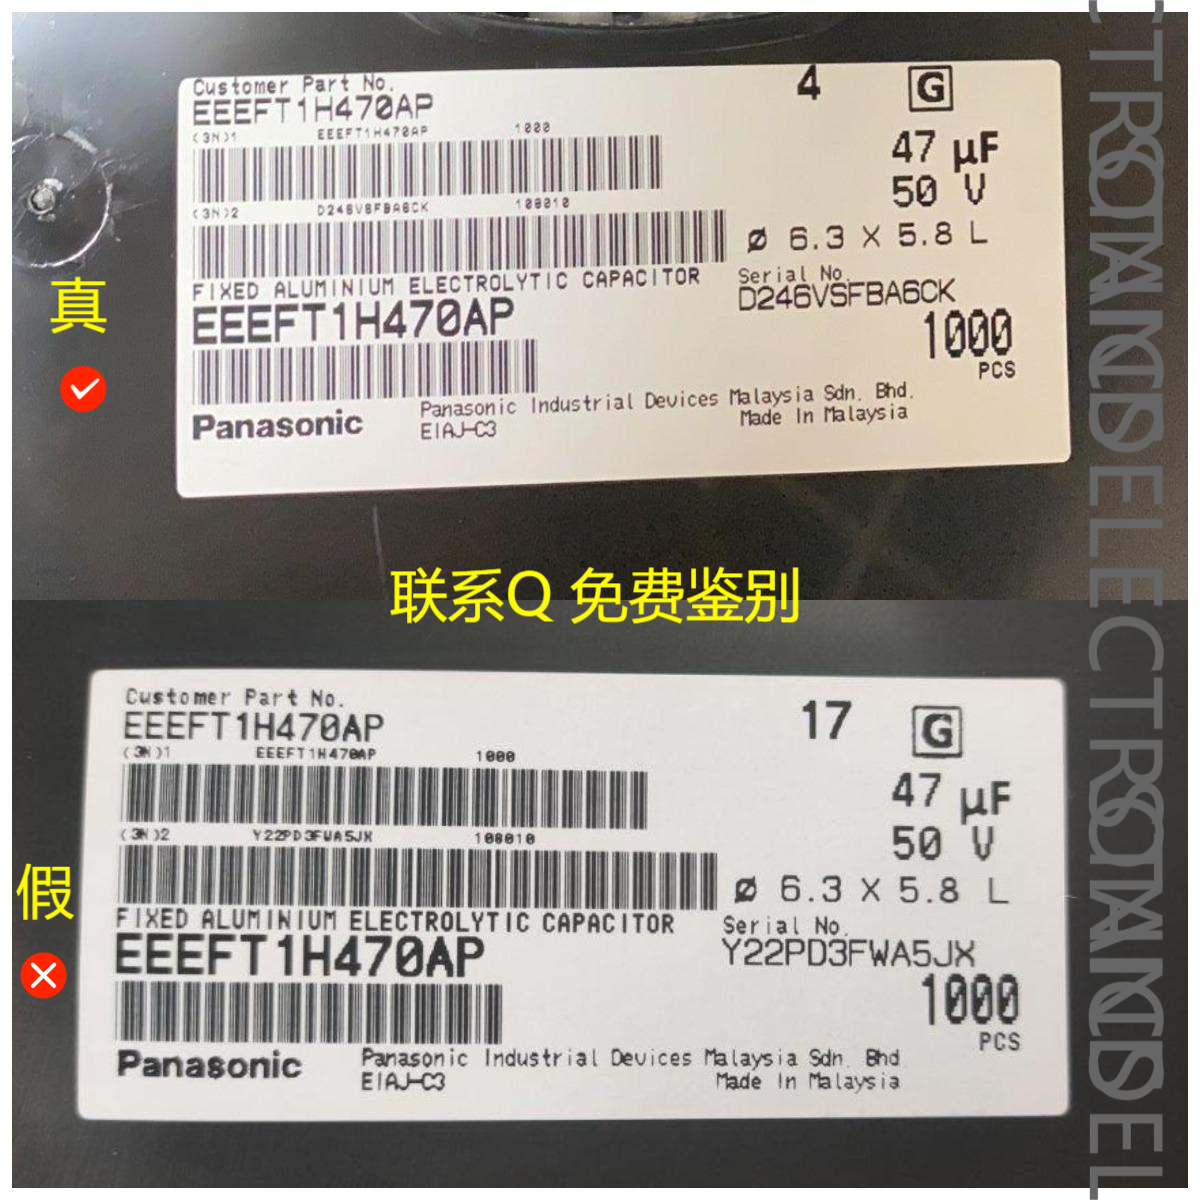 Customer Part No.
EEEFT1H470AP
4
G
(3N)1 EEEFT1H470AP 1000
47 µF
50 V
(3N)2 D246VSFBA6CK 108010
ø 6.3 X 5.8 L
FIXED ALUMINIUM ELECTROLYTIC CAPACITOR
Serial No.
D246VSFBA6CK
EEEFT1H470AP
1000
PCS
Panasonic
Panasonic Industrial Devices Malaysia Sdn. Bhd.
EIAJ-C3
Made In Malaysia
真
联系Q 免费鉴别
Customer Part No.
EEEFT1H470AP
17
G
(3N)1 EEEFT1H470AP 1000
47 µF
50 V
(3N)2 Y22PD3FWA5JX 108010
ø 6.3 X 5.8 L
FIXED ALUMINIUM ELECTROLYTIC CAPACITOR
Serial No.
Y22PD3FWA5JX
EEEFT1H470AP
1000
PCS
Panasonic
Panasonic Industrial Devices Malaysia Sdn. Bhd
EIAJ-C3
Made In Malaysia
假